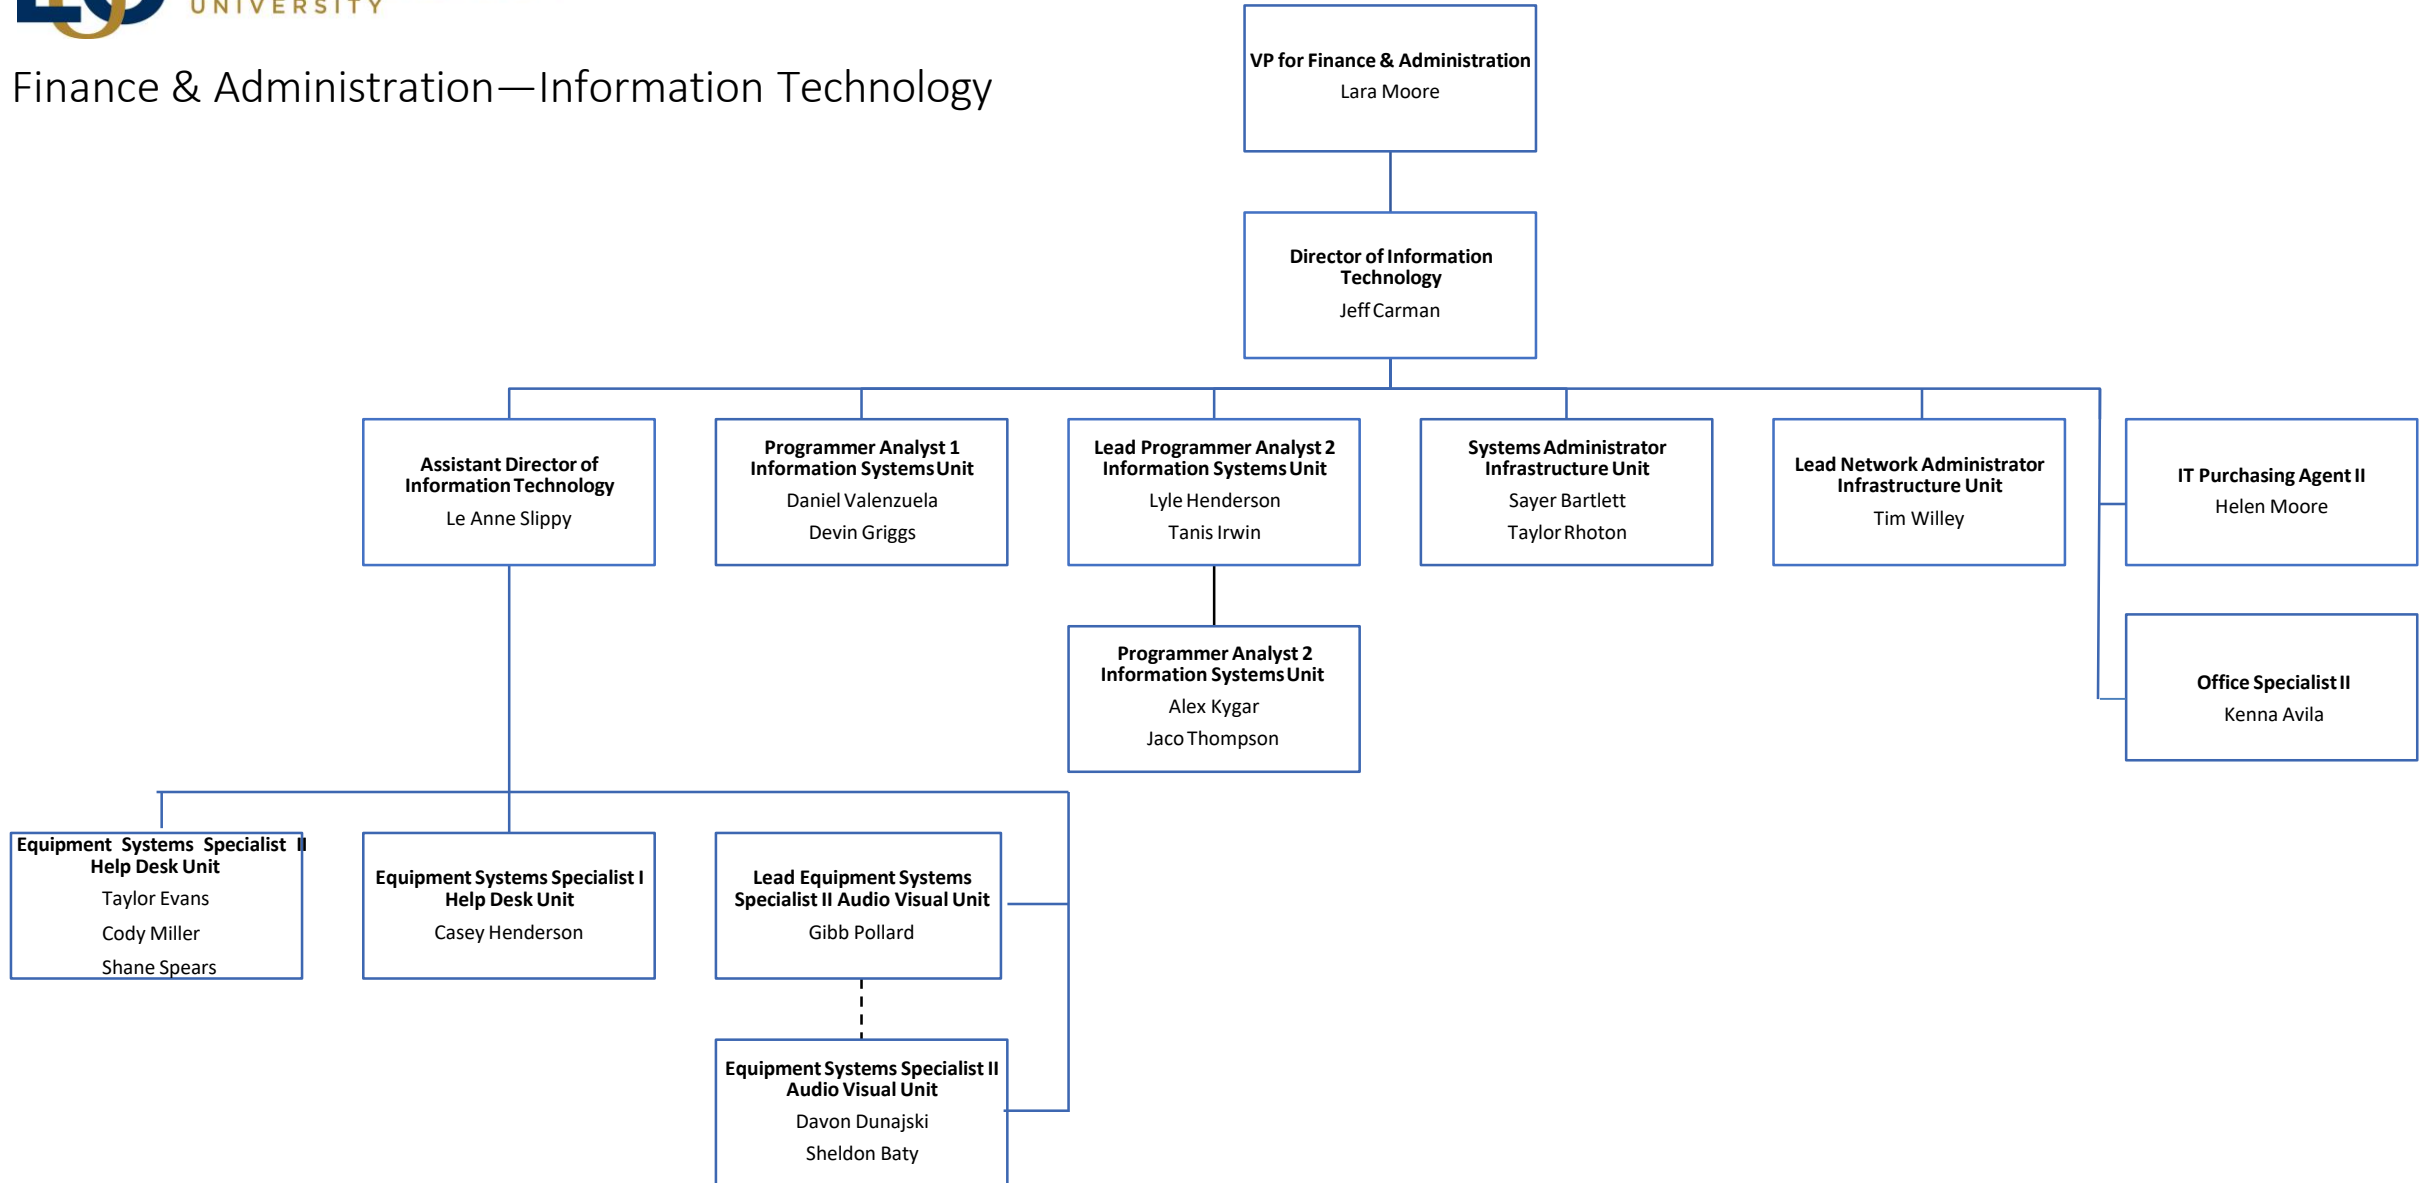 UNIVERSITY
Finance & Administration—Information Technology
VP for Finance & Administration
Lara Moore
Director of Information
Technology
Jeff Carman
Assistant Director of
Information Technology
Le Anne Slippy
Programmer Analyst 1
Information Systems Unit
Daniel Valenzuela
Devin Griggs
Lead Programmer Analyst 2
Information Systems Unit
Lyle Henderson
Tanis Irwin
Systems Administrator
Infrastructure Unit
Sayer Bartlett
Taylor Rhoton
Lead Network Administrator
Infrastructure Unit
Tim Willey
IT Purchasing Agent II
Helen Moore
Programmer Analyst 2
Information Systems Unit
Alex Kygar
Jaco Thompson
Office Specialist II
Kenna Avila
Equipment Systems Specialist II
Help Desk Unit
Taylor Evans
Cody Miller
Shane Spears
Equipment Systems Specialist I
Help Desk Unit
Casey Henderson
Lead Equipment Systems
Specialist II Audio Visual Unit
Gibb Pollard
Equipment Systems Specialist II
Audio Visual Unit
Davon Dunajski
Sheldon Baty